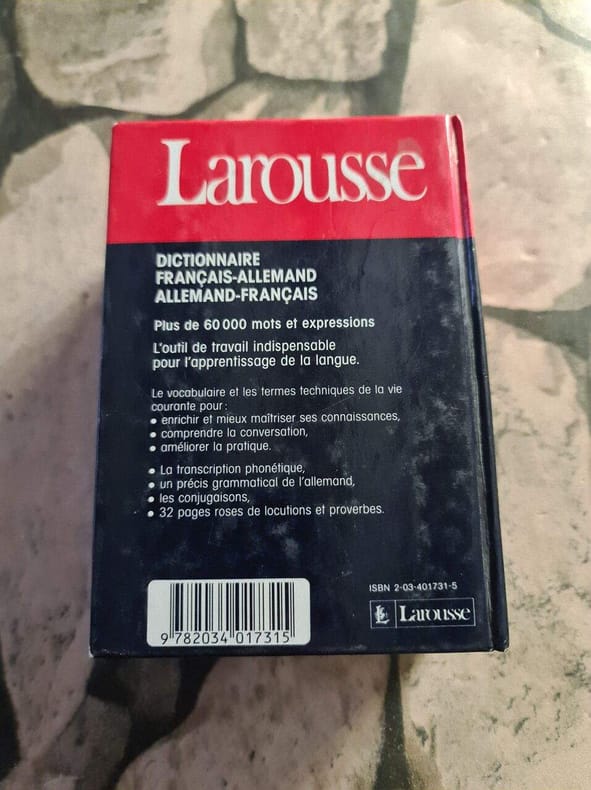 Larousse
DICTIONNAIRE
FRANÇAIS-ALLEMAND
ALLEMAND-FRANÇAIS
Plus de 60 000 mots et expressions
L'outil de travail indispensable
pour l'apprentissage de la langue.
Le vocabulaire et les termes techniques de la vie
courante pour :
• enrichir et mieux maîtriser ses connaissances,
• comprendre la conversation,
• améliorer la pratique.
• La transcription phonétique,
• un précis grammatical de l'allemand,
• les conjugaisons,
• 32 pages roses de locutions et proverbes.
ISBN 2-03-401731-5
Larousse
9 782034 017315